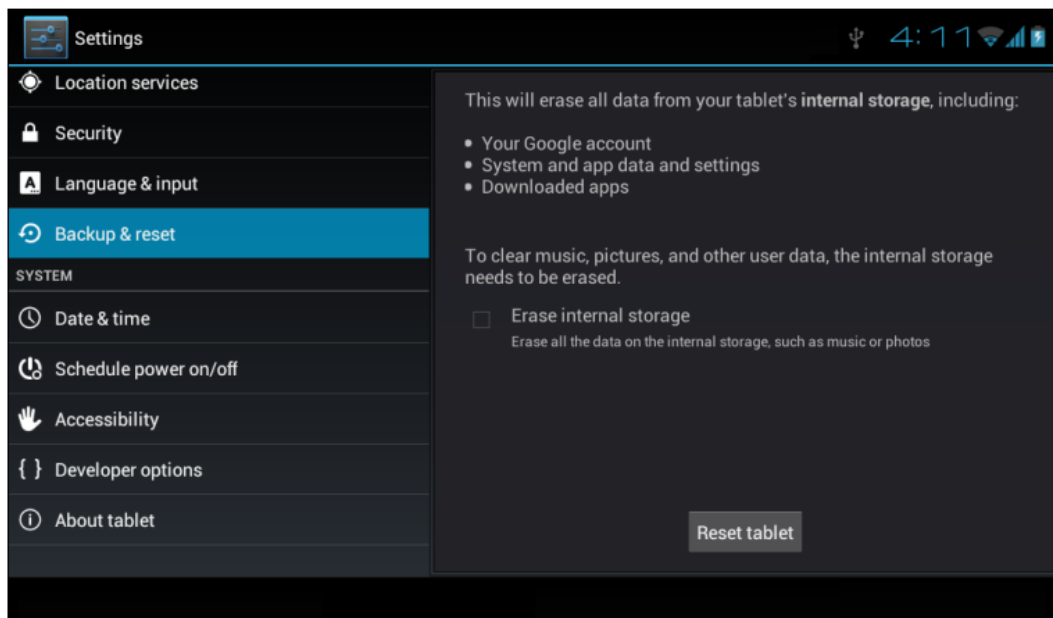 Settings
4:11
Location services
Security
Language & input
Backup & reset
SYSTEM
Date & time
Schedule power on/off
Accessibility
{ } Developer options
About tablet
This will erase all data from your tablet's internal storage, including:
• Your Google account
• System and app data and settings
• Downloaded apps
To clear music, pictures, and other user data, the internal storage
needs to be erased.
Erase internal storage
Erase all the data on the internal storage, such as music or photos
Reset tablet